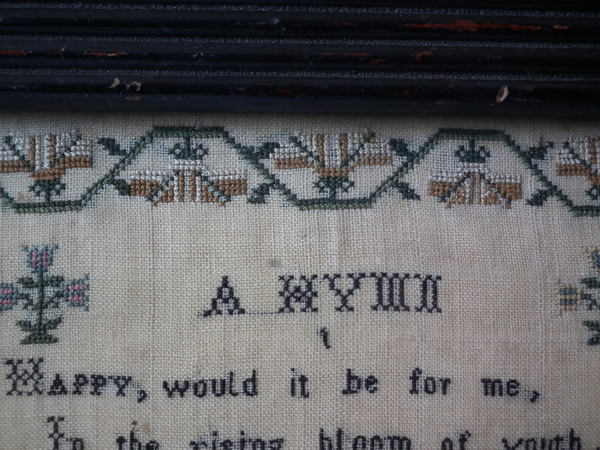 A HYMN
1
HAPPY, would it be for me,
In the rising bloom of youth,